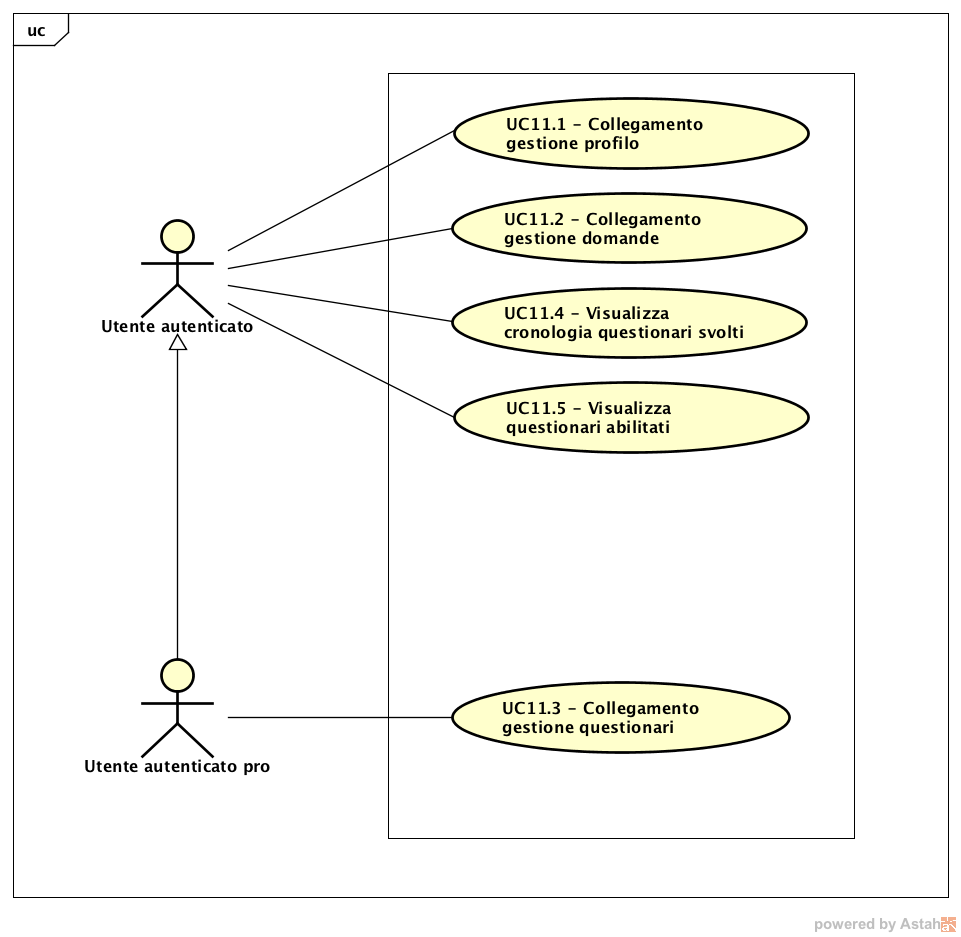 uc
UC11.1 – Collegamento
gestione profilo
UC11.2 – Collegamento
gestione domande
UC11.4 – Visualizza
cronologia questionari svolti
Utente autenticato
UC11.5 – Visualizza
questionari abilitati
UC11.3 – Collegamento
gestione questionari
Utente autenticato pro
powered by Astah